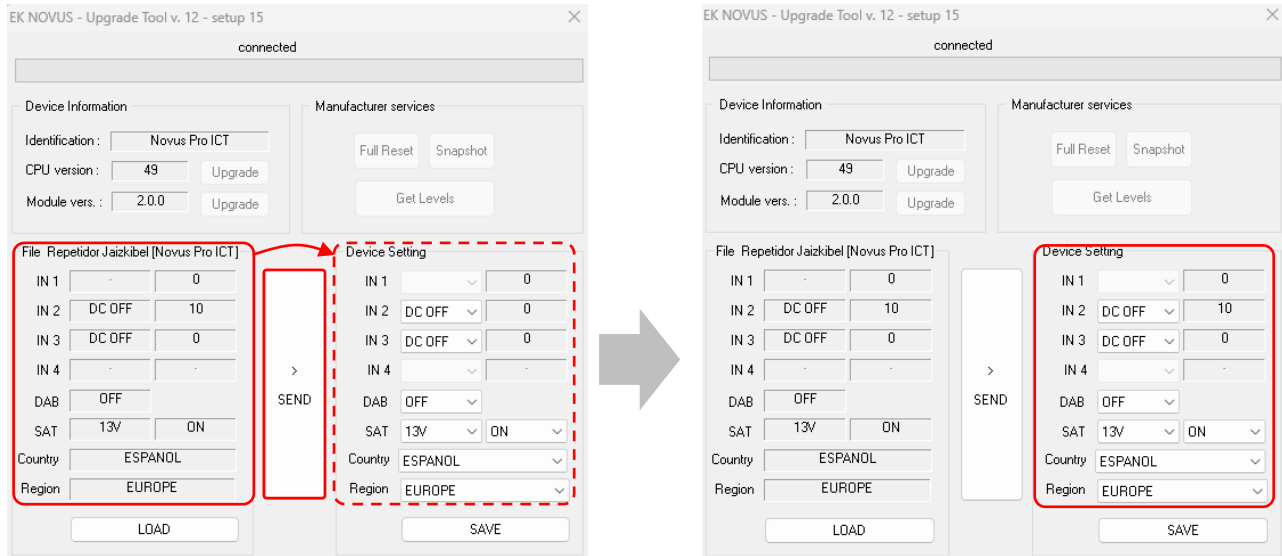 EK NOVUS - Upgrade Tool v. 12 - setup 15
connected
Device Information
Identification : Novus Pro ICT
CPU version : 49 Upgrade
Module vers. : 2.0.0 Upgrade
Manufacturer services
Full Reset Snapshot
Get Levels
File Repetidor Jaizkibel [Novus Pro ICT]
IN 1 - 0
IN 2 DC OFF 10
IN 3 DC OFF 0
IN 4 - -
DAB OFF
SAT 13V ON
Country ESPANOL
Region EUROPE
LOAD
>
SEND
Device Setting
IN 1 0
IN 2 DC OFF 0
IN 3 DC OFF 0
IN 4 -
DAB OFF
SAT 13V ON
Country ESPANOL
Region EUROPE
SAVE
EK NOVUS - Upgrade Tool v. 12 - setup 15
connected
Device Information
Identification : Novus Pro ICT
CPU version : 49 Upgrade
Module vers. : 2.0.0 Upgrade
Manufacturer services
Full Reset Snapshot
Get Levels
File Repetidor Jaizkibel [Novus Pro ICT]
IN 1 - 0
IN 2 DC OFF 10
IN 3 DC OFF 0
IN 4 - -
DAB OFF
SAT 13V ON
Country ESPANOL
Region EUROPE
LOAD
>
SEND
Device Setting
IN 1 0
IN 2 DC OFF 10
IN 3 DC OFF 0
IN 4 -
DAB OFF
SAT 13V ON
Country ESPANOL
Region EUROPE
SAVE